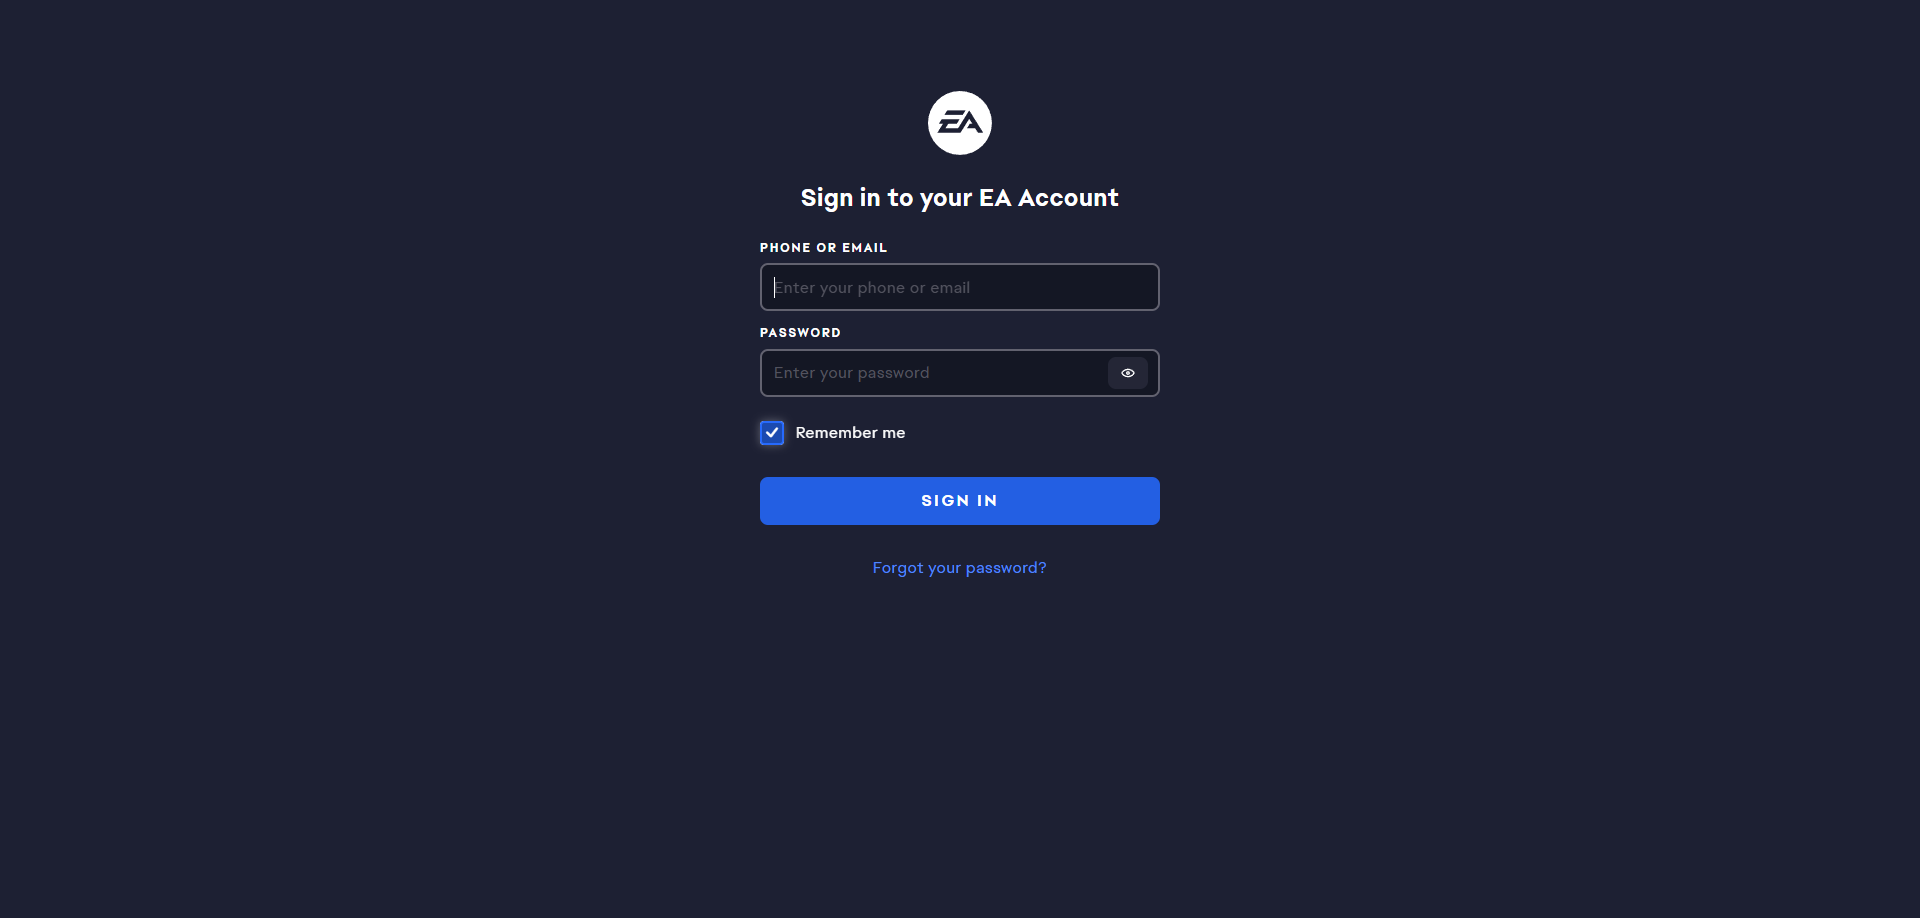 EA
Sign in to your EA Account
PHONE OR EMAIL
Enter your phone or email
PASSWORD
Enter your password
Remember me
SIGN IN
Forgot your password?